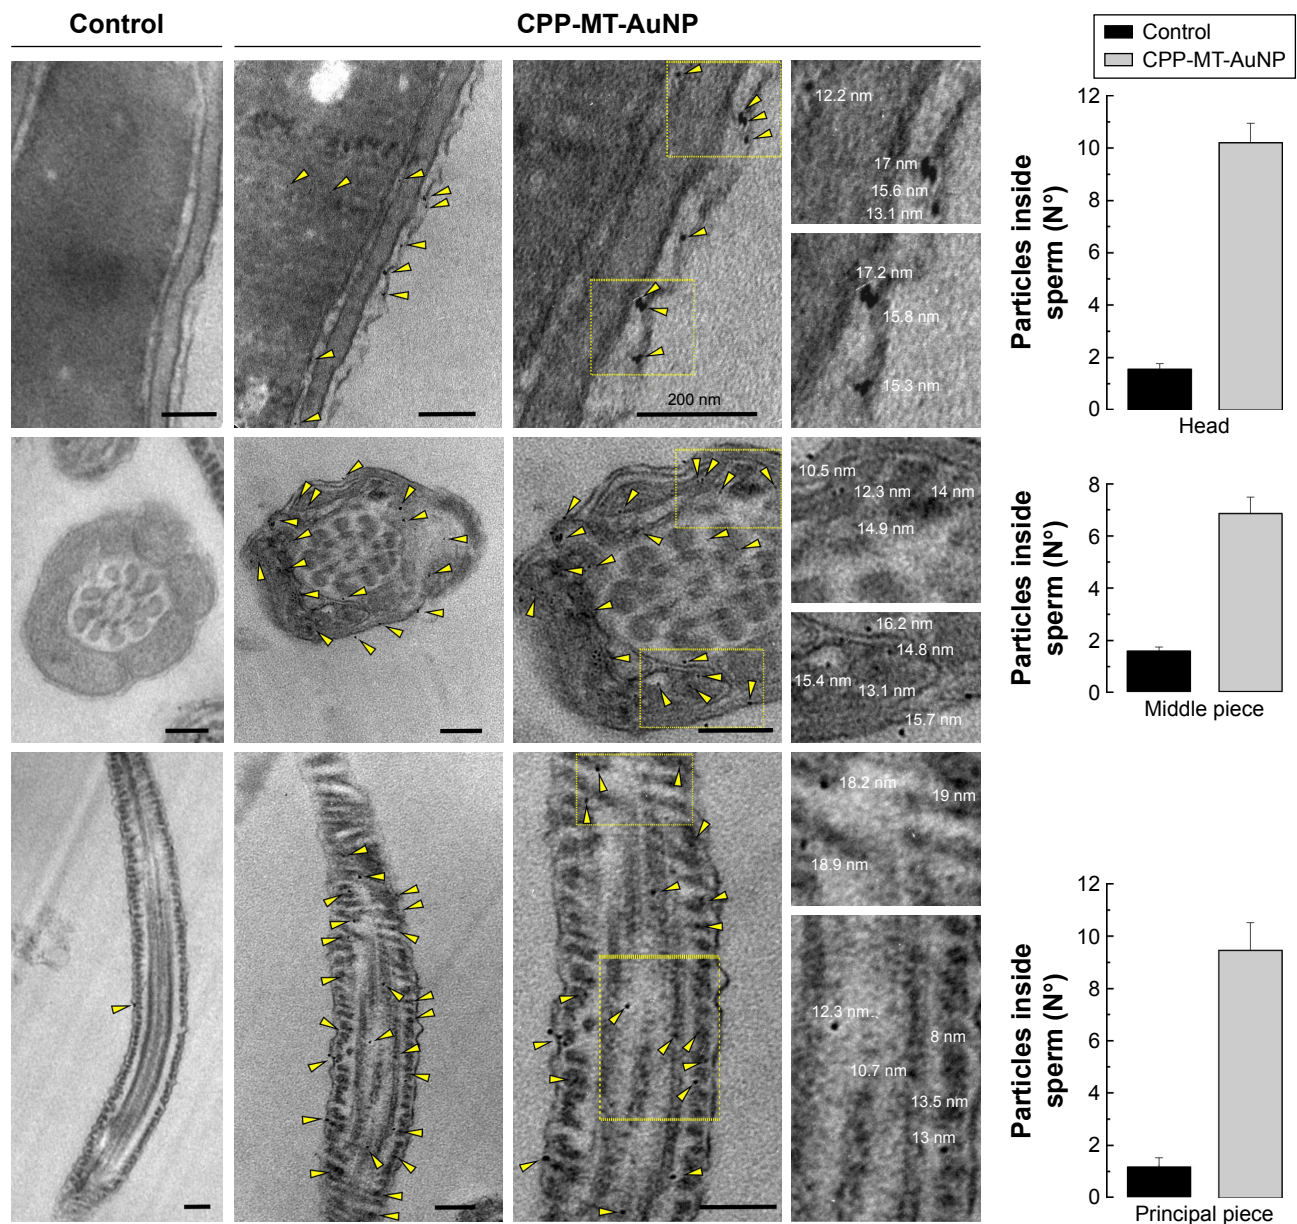 Control
CPP-MT-AuNP
Control
CPP-MT-AuNP
12.2 nm
17 nm
15.6 nm
13.1 nm
17.2 nm
15.8 nm
15.3 nm
200 nm
Particles inside
sperm (N°)
12
10
8
6
4
2
0
Head
10.5 nm
12.3 nm
14 nm
14.9 nm
16.2 nm
14.8 nm
15.4 nm
13.1 nm
15.7 nm
Particles inside
sperm (N°)
8
6
4
2
0
Middle piece
18.2 nm
19 nm
18.9 nm
12.3 nm
8 nm
10.7 nm
13.5 nm
13 nm
Particles inside
sperm (N°)
12
10
8
6
4
2
0
Principal piece